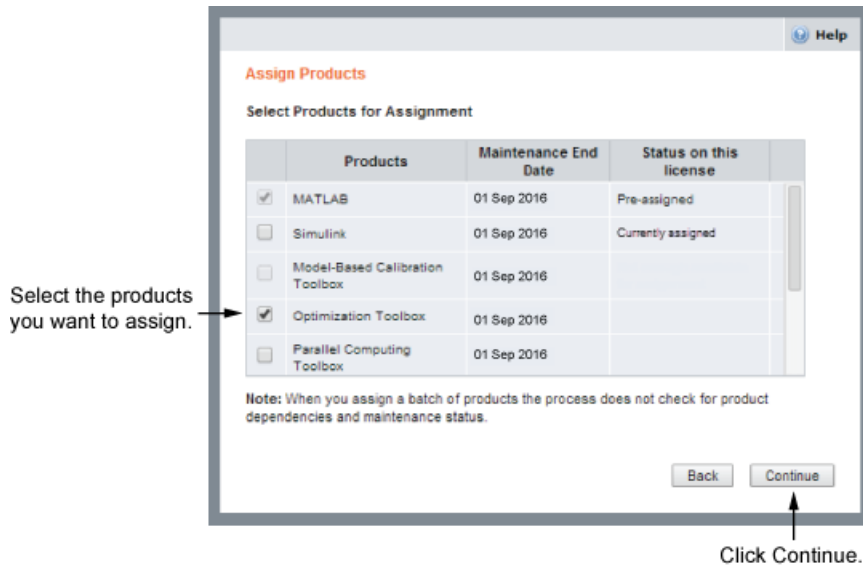 Help
Assign Products
Select Products for Assignment
Products
Maintenance End
Date
Status on this
license
MATLAB 01 Sep 2016 Pre-assigned
Simulink 01 Sep 2016 Currently assigned
Model-Based Calibration
Toolbox
01 Sep 2016
Select the products
you want to assign.
Optimization Toolbox 01 Sep 2016
Parallel Computing
Toolbox
01 Sep 2016
Note: When you assign a batch of products the process does not check for product
dependencies and maintenance status.
Back Continue
Click Continue.